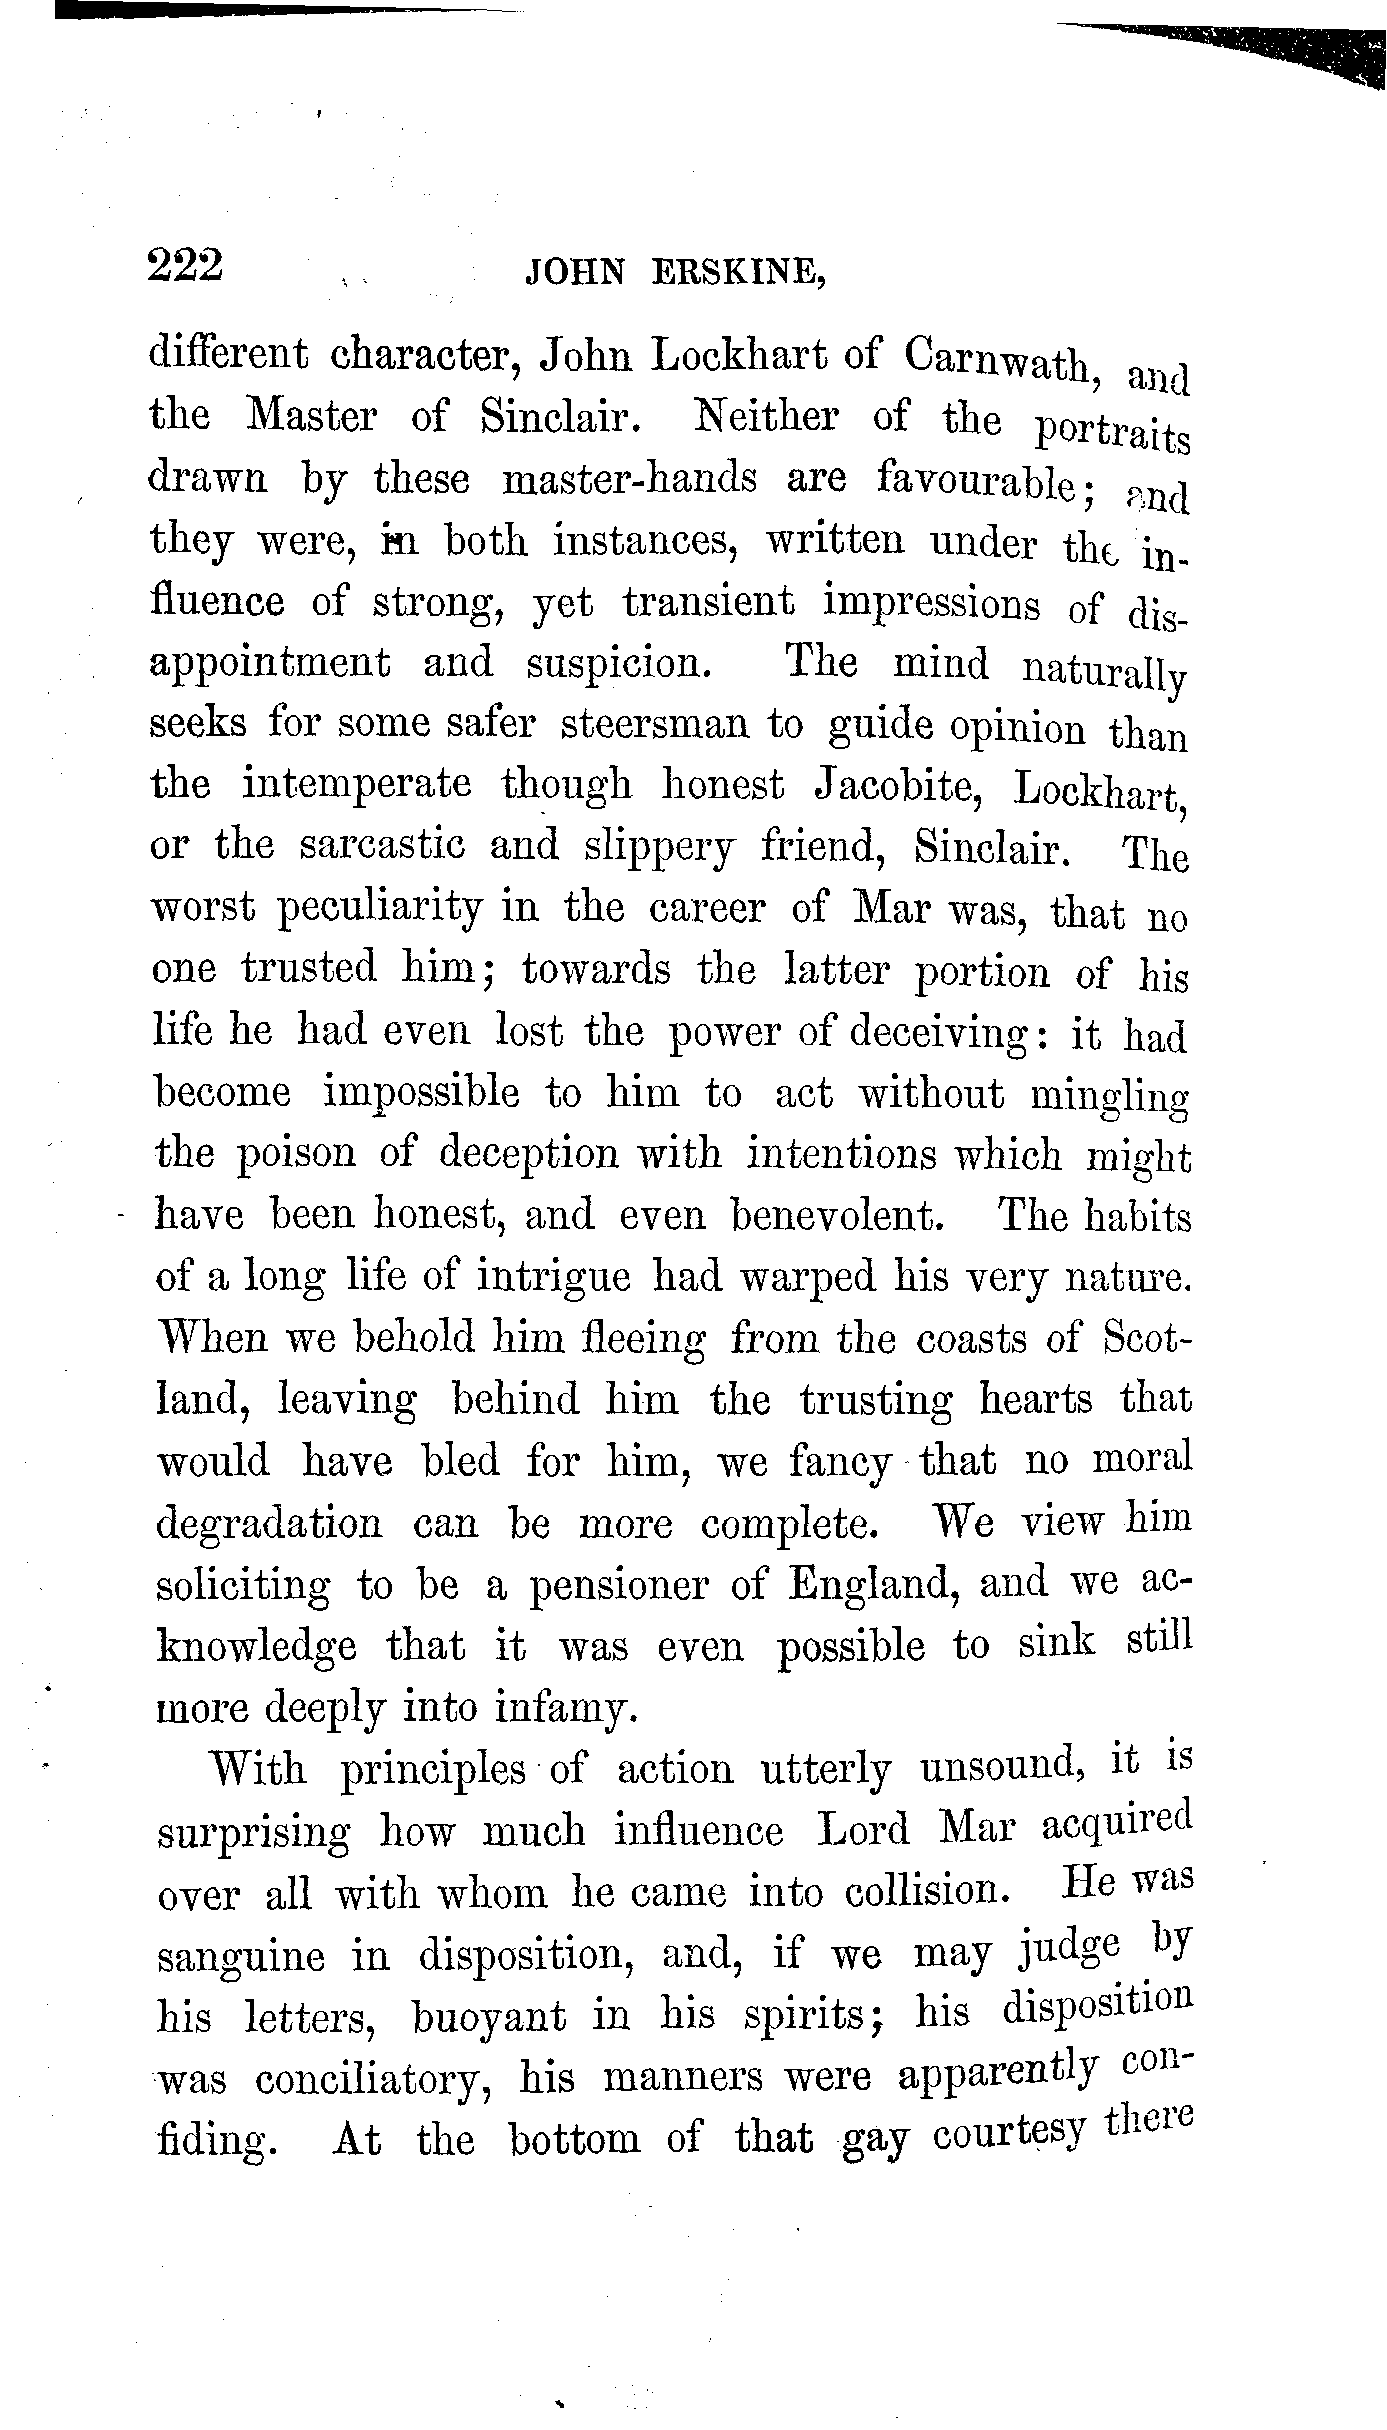 222 JOHN ERSKINE,
different character, John Lockhart of Carnwath, and
the Master of Sinclair. Neither of the portraits
drawn by these master-hands are favourable; and
they were, in both instances, written under the in-
fluence of strong, yet transient impressions of dis-
appointment and suspicion. The mind naturally
seeks for some safer steersman to guide opinion than
the intemperate though honest Jacobite, Lockhart,
or the sarcastic and slippery friend, Sinclair. The
worst peculiarity in the career of Mar was, that no
one trusted him; towards the latter portion of his
life he had even lost the power of deceiving: it had
become impossible to him to act without mingling
the poison of deception with intentions which might
have been honest, and even benevolent. The habits
of a long life of intrigue had warped his very nature.
When we behold him fleeing from the coasts of Scot-
land, leaving behind him the trusting hearts that
would have bled for him, we fancy that no moral
degradation can be more complete. We view him
soliciting to be a pensioner of England, and we ac-
knowledge that it was even possible to sink still
more deeply into infamy.
With principles of action utterly unsound, it is
surprising how much influence Lord Mar acquired
over all with whom he came into collision. He was
sanguine in disposition, and, if we may judge by
his letters, buoyant in his spirits; his disposition
was conciliatory, his manners were apparently con-
fiding. At the bottom of that gay courtesy there